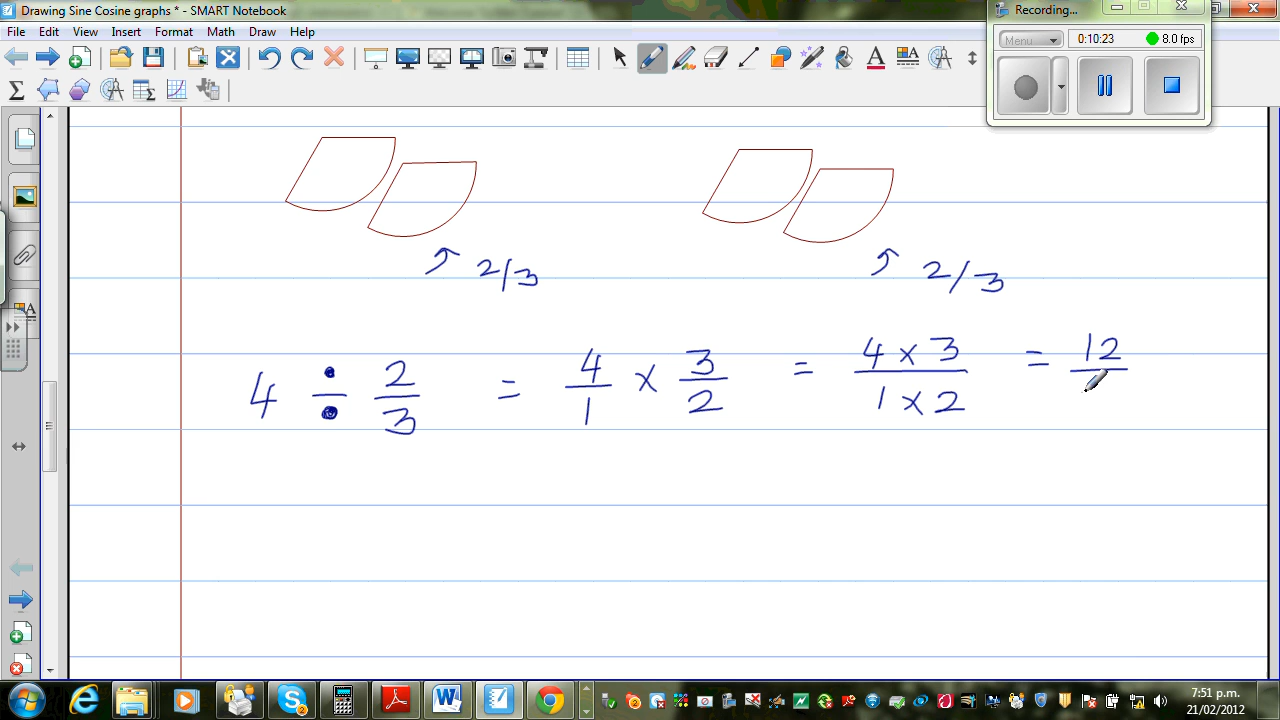 Drawing Sine Cosine graphs * - SMART Notebook
Recording...
File Edit View Insert Format Math Draw Help
Menu
0:10:23
8.0 fps
2/3
2/3
4 ÷ 2/3 = 4/1 x 3/2 = 4 x 3 / 1 x 2 = 12
7:51 p.m.
21/02/2012